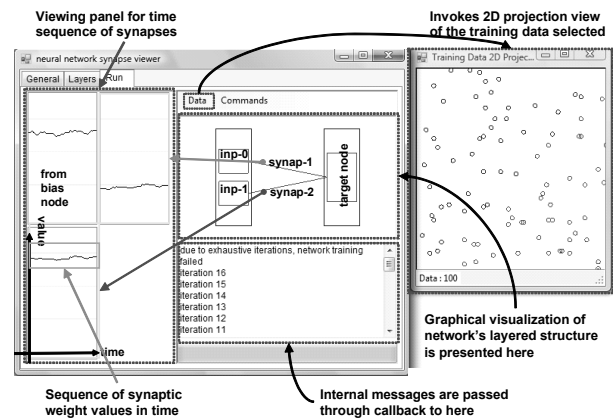 Viewing panel for time
sequence of synapses
Invokes 2D projection view
of the training data selected
neural network synapse viewer
General Layers Run
Training Data 2D Projec...
Data Commands
from
bias
node
value
time
inp-0
inp-1
synap-1
synap-2
target node
due to exhaustive iterations, network training
failed
iteration 16
iteration 15
iteration 14
iteration 13
iteration 12
iteration 11
Data : 100
Graphical visualization of
network's layered structure
is presented here
Sequence of synaptic
weight values in time
Internal messages are passed
through callback to here